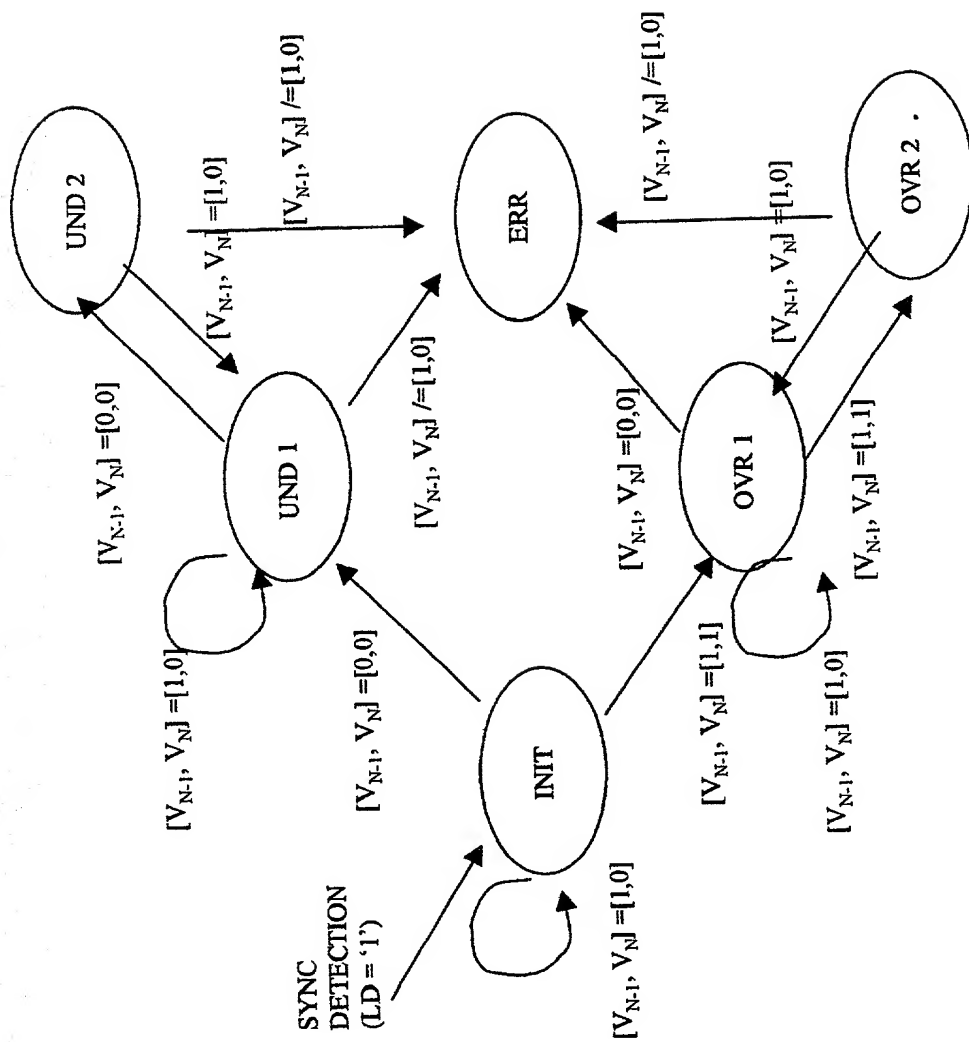 SYNC
DETECTION
(LD = ‘1’)
[V_{N-1}, V_N] =[1,0]
INIT
[V_{N-1}, V_N] =[1,0]
[V_{N-1}, V_N] =[0,0]
[V_{N-1}, V_N] =[1,1]
[V_{N-1}, V_N] =[1,0]
[V_{N-1}, V_N] =[0,0]
UND 1
[V_{N-1}, V_N] /=[1,0]
[V_{N-1}, V_N] =[0,0]
OVR 1
[V_{N-1}, V_N] =[1,1]
UND 2
[V_{N-1}, V_N] =[1,0]
[V_{N-1}, V_N] /=[1,0]
ERR
[V_{N-1}, V_N] /=[1,0]
[V_{N-1}, V_N] =[1,0]
OVR 2 .